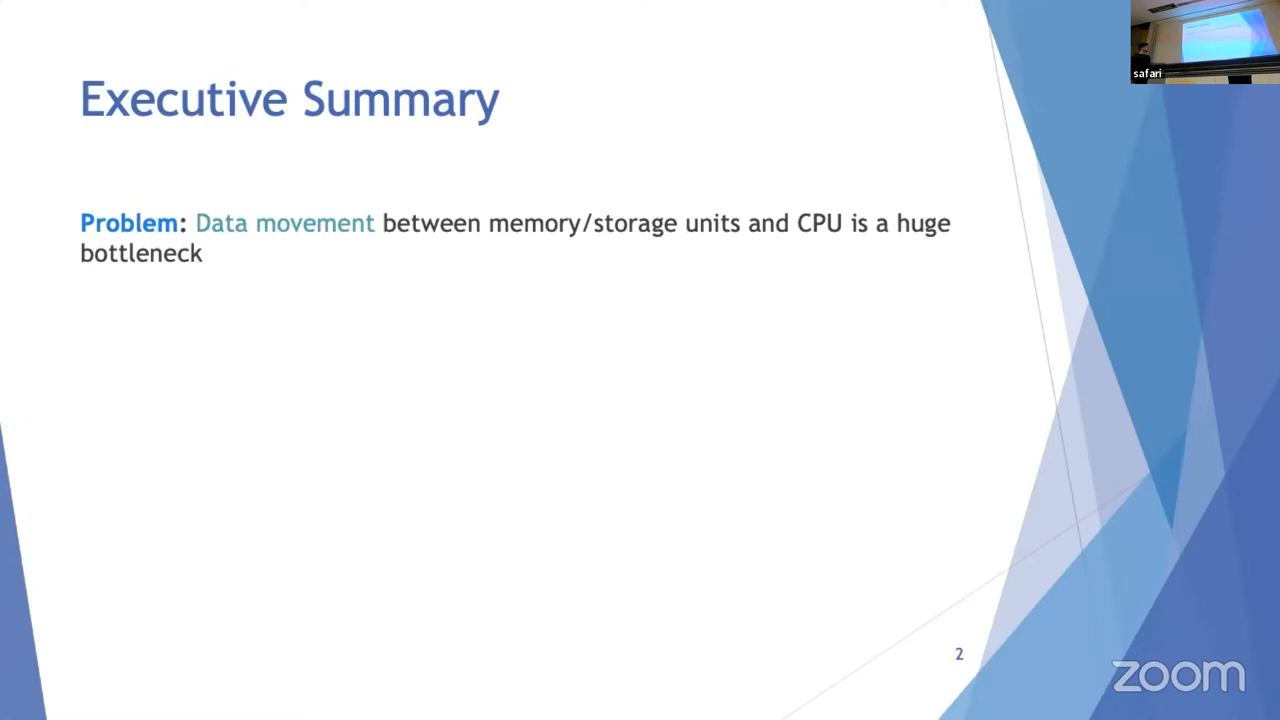 safari
Executive Summary
Problem: Data movement between memory/storage units and CPU is a huge
bottleneck
2
zoom